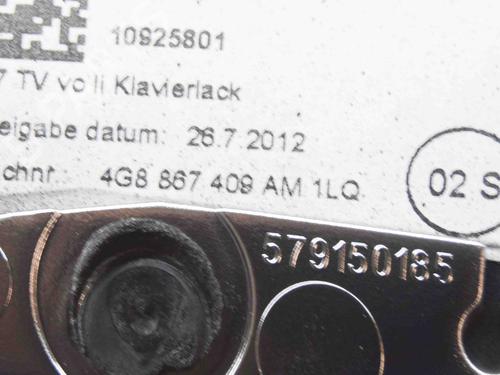 10925801
7 TV vo li Klavierlack
eigabe datum: 26.7.2012
chnr.: 4G8 867 409 AM 1LQ
02 S
579150185